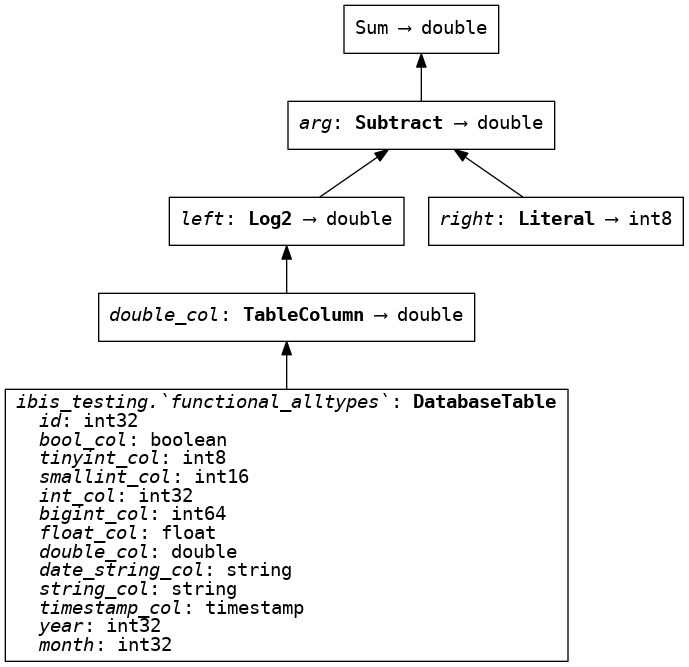 Sum → double
arg: Subtract → double
left: Log2 → double
right: Literal → int8
double_col: TableColumn → double
ibis_testing.`functional_alltypes`: DatabaseTable
id: int32
bool_col: boolean
tinyint_col: int8
smallint_col: int16
int_col: int32
bigint_col: int64
float_col: float
double_col: double
date_string_col: string
string_col: string
timestamp_col: timestamp
year: int32
month: int32